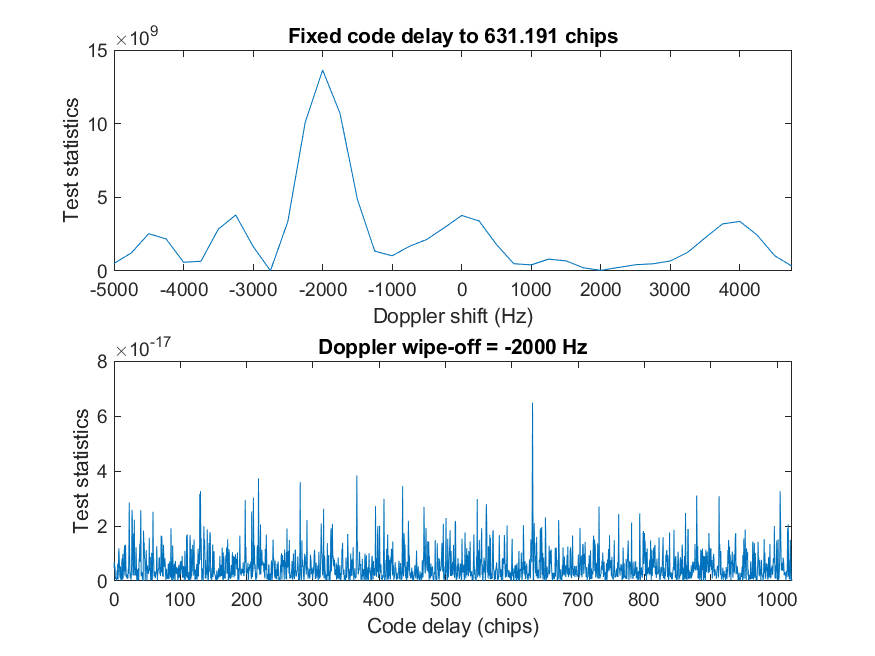 ×10^9
Fixed code delay to 631.191 chips
15
10
5
0
Test statistics
-5000 -4000 -3000 -2000 -1000 0 1000 2000 3000 4000
Doppler shift (Hz)
×10^-17
Doppler wipe-off = -2000 Hz
8
6
4
2
0
Test statistics
0 100 200 300 400 500 600 700 800 900 1000
Code delay (chips)